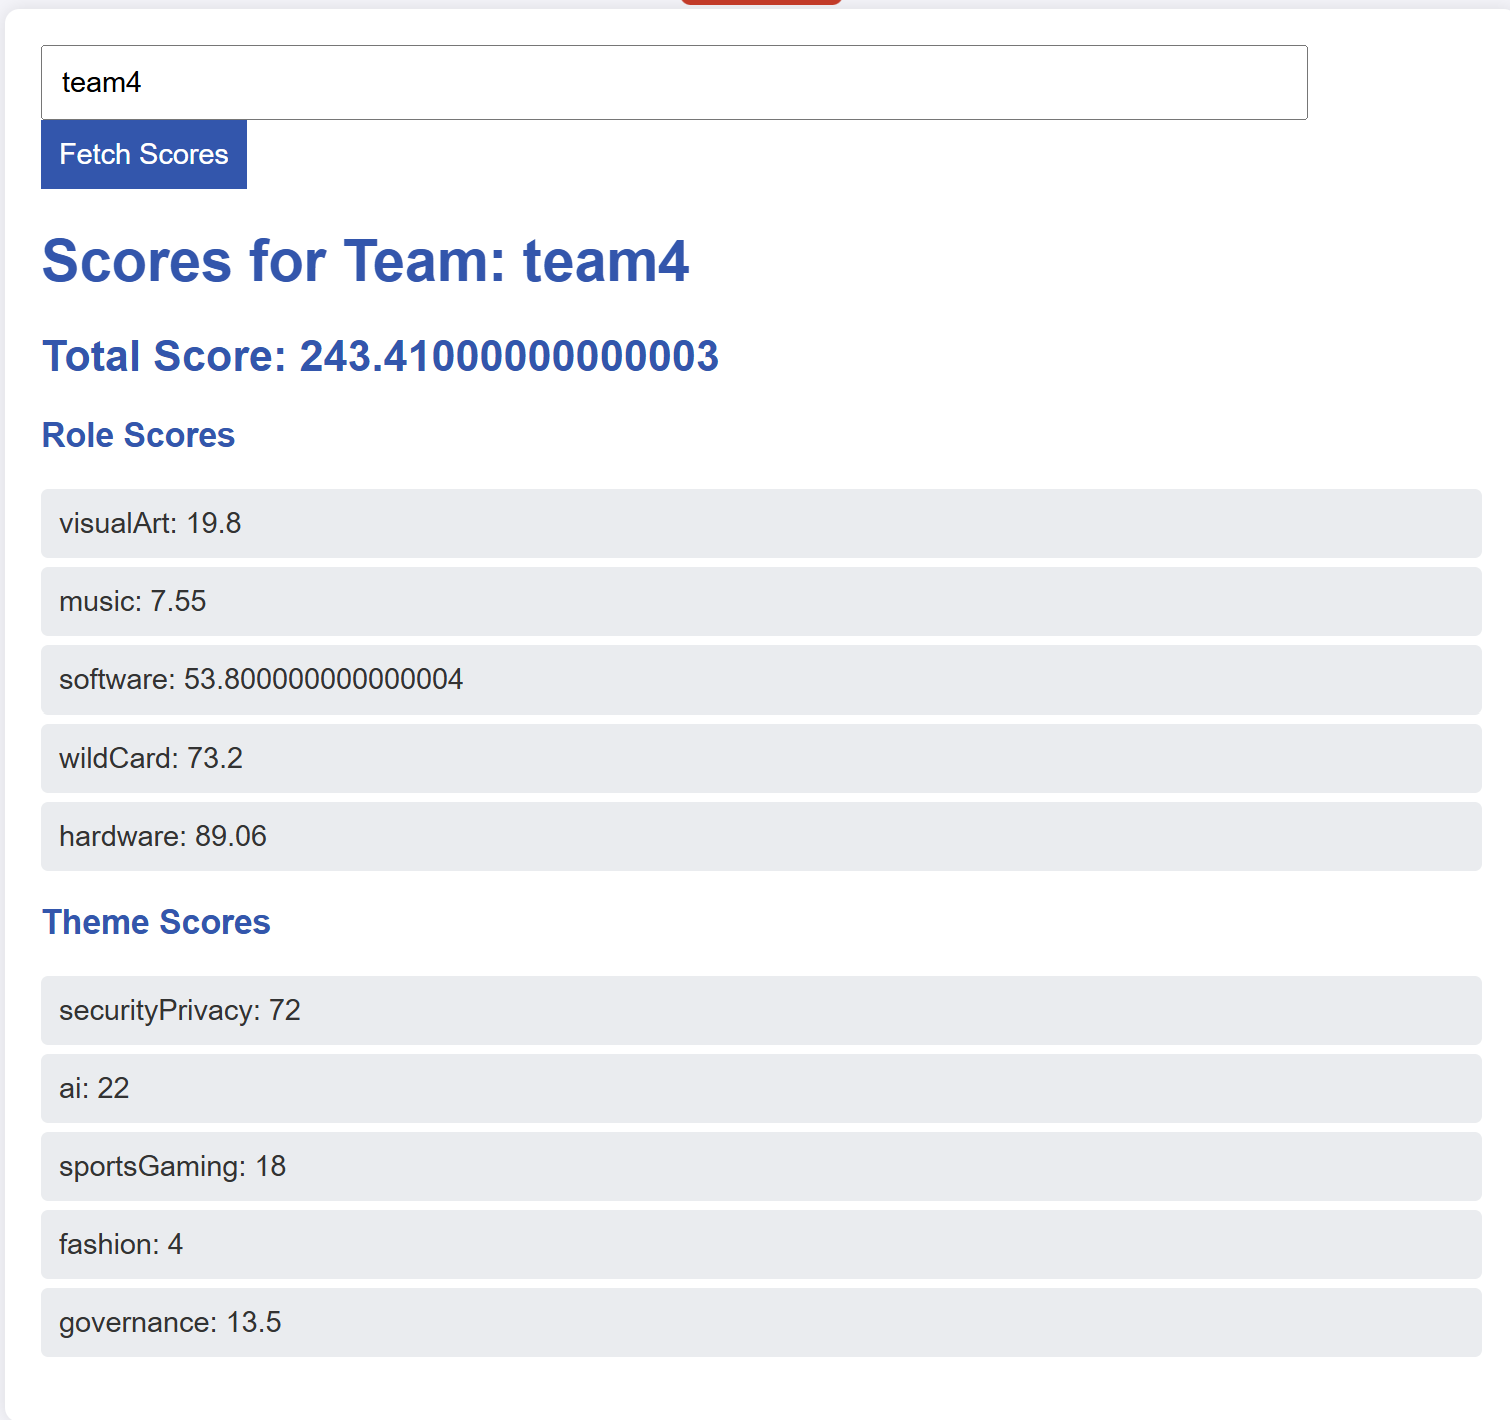 team4
Fetch Scores
Scores for Team: team4
Total Score: 243.41000000000003
Role Scores
visualArt: 19.8
music: 7.55
software: 53.800000000000004
wildCard: 73.2
hardware: 89.06
Theme Scores
securityPrivacy: 72
ai: 22
sportsGaming: 18
fashion: 4
governance: 13.5